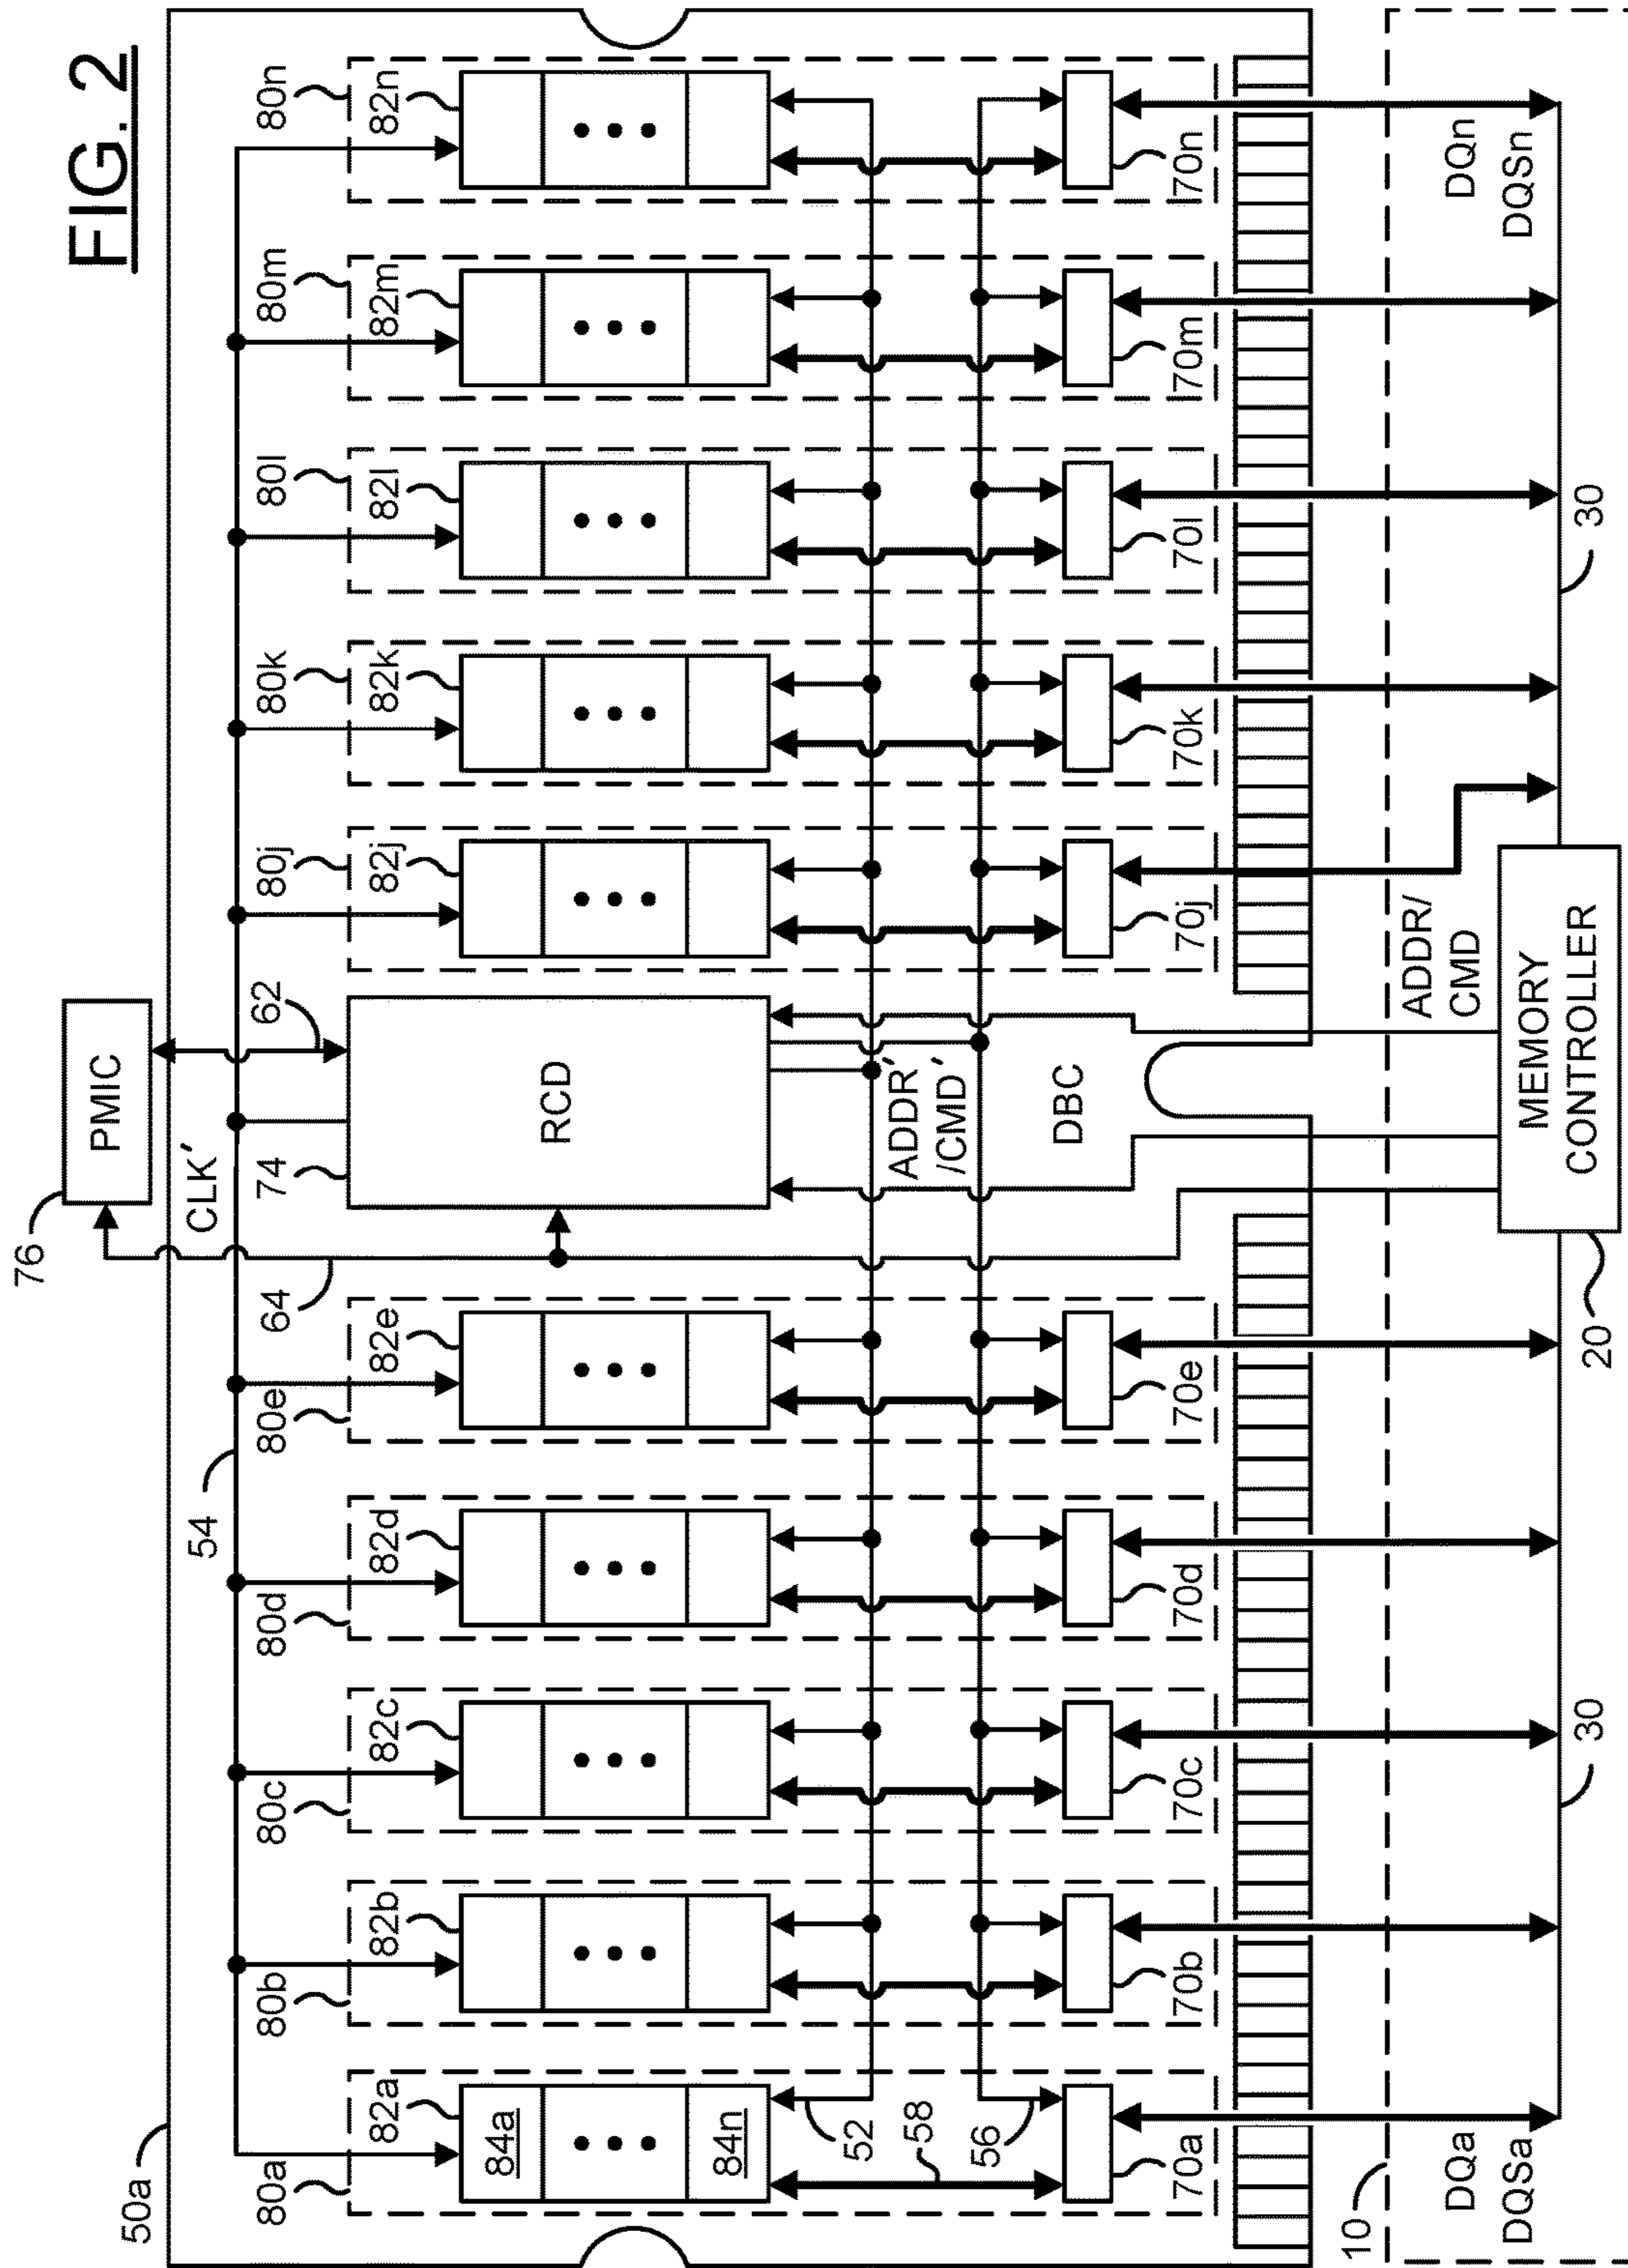 FIG. 2
76
PMIC
50a
54
CLK′
64
62
74
RCD
80a
82a
80b
82b
80c
82c
80d
82d
80e
82e
80j
82j
80k
82k
80l
82l
80m
82m
80n
82n
84a
84n
52
58
56
ADDR′
/CMD′
DBC
70a
70b
70c
70d
70e
70j
70k
70l
70m
70n
10
DQa
DQSa
30
20
MEMORY
CONTROLLER
ADDR/
CMD
30
DQn
DQSn